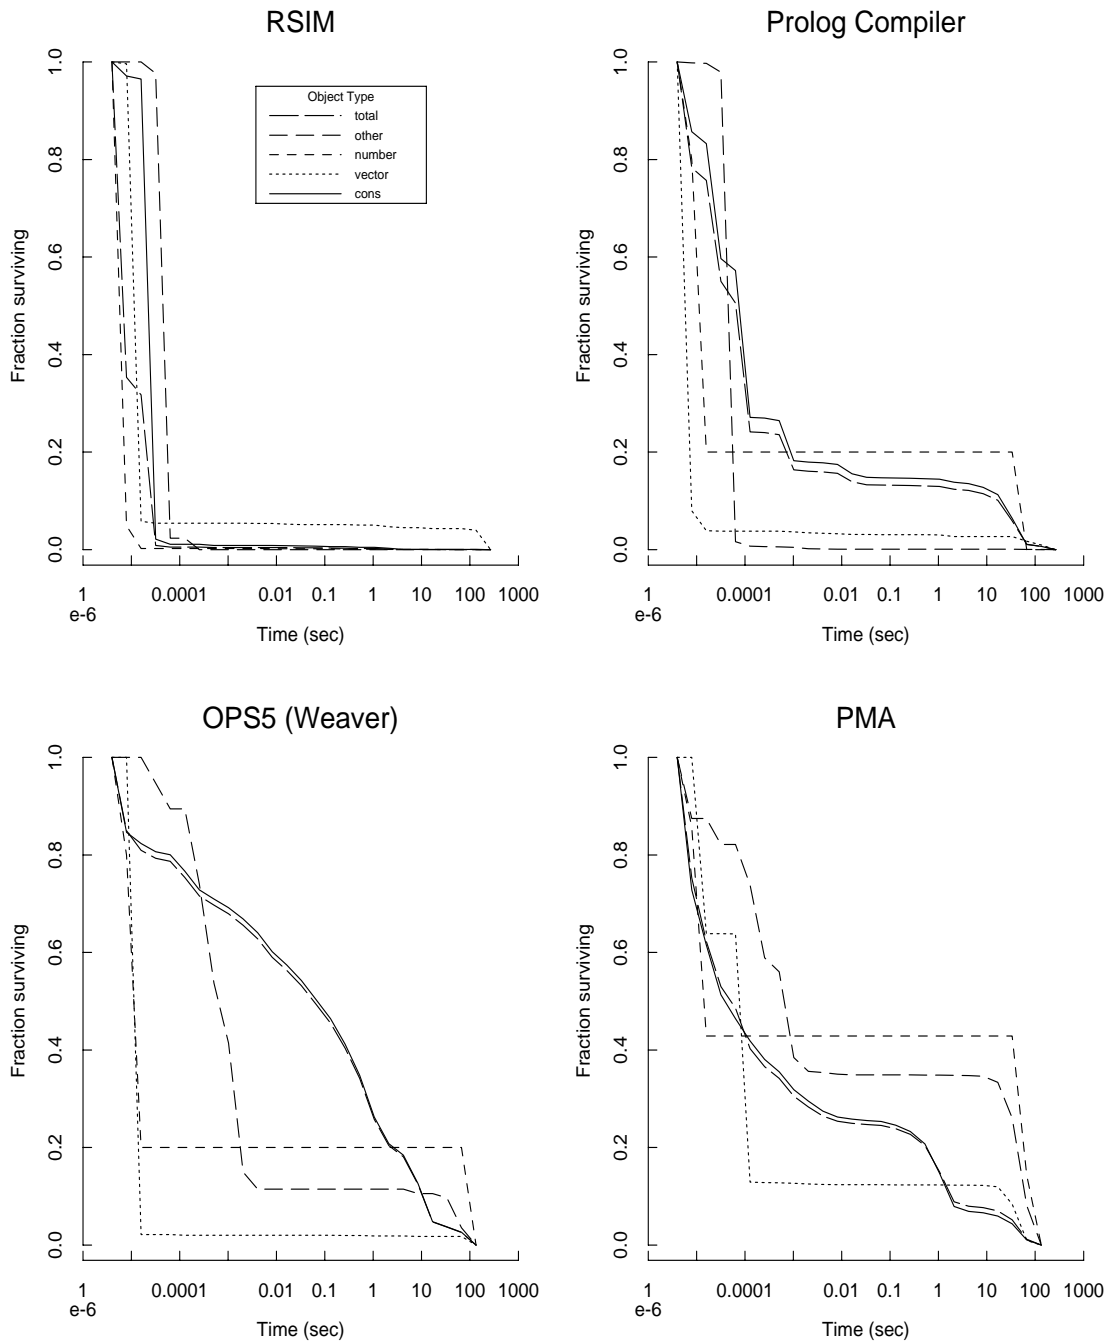 RSIM
Fraction surviving
1.0
0.8
0.6
0.4
0.2
0.0
Object Type
total
other
number
vector
cons
1 0.0001 0.01 0.1 1 10 100 1000
e-6
Time (sec)
Prolog Compiler
Fraction surviving
1.0
0.8
0.6
0.4
0.2
0.0
1 0.0001 0.01 0.1 1 10 100 1000
e-6
Time (sec)
OPS5 (Weaver)
Fraction surviving
1.0
0.8
0.6
0.4
0.2
0.0
1 0.0001 0.01 0.1 1 10 100 1000
e-6
Time (sec)
PMA
Fraction surviving
1.0
0.8
0.6
0.4
0.2
0.0
1 0.0001 0.01 0.1 1 10 100 1000
e-6
Time (sec)